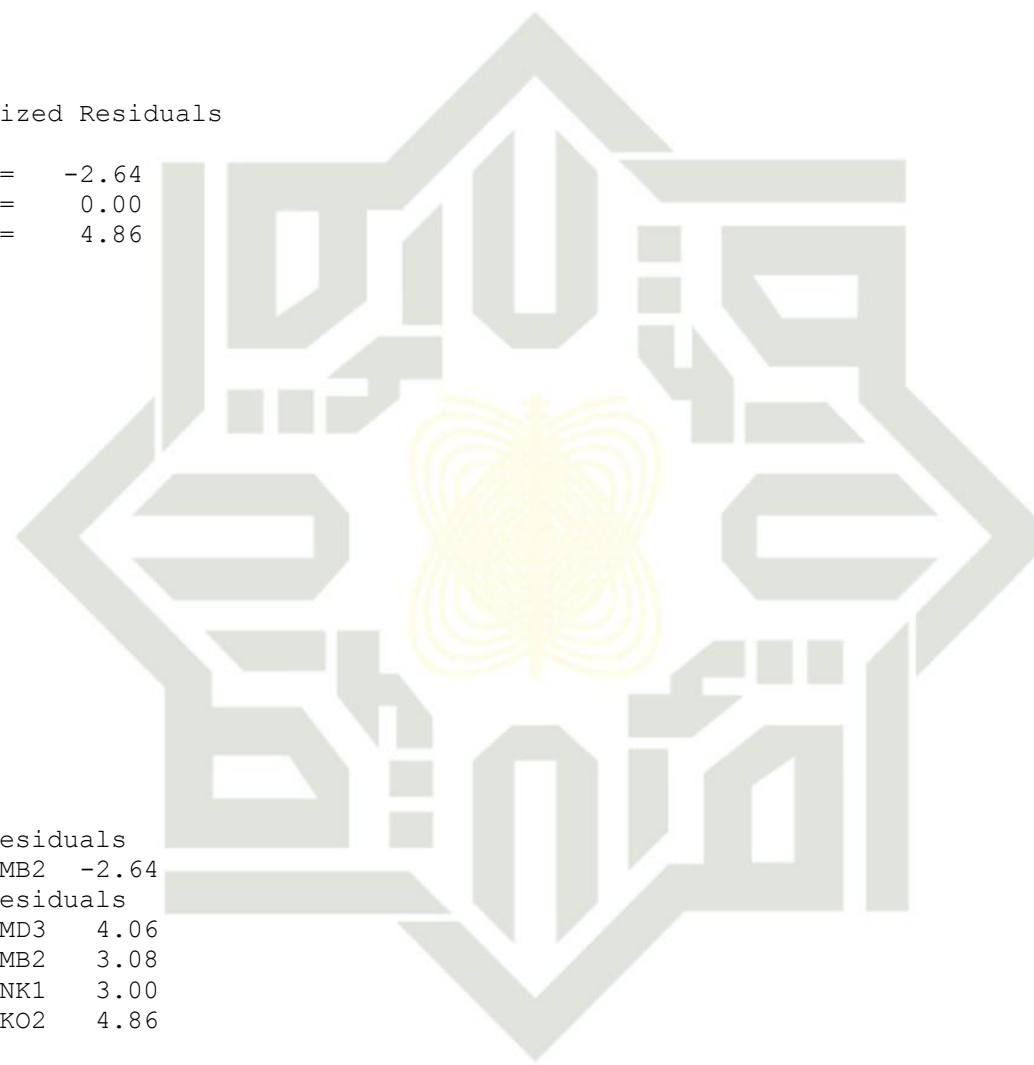 ized Residuals
= -2.64
= 0.00
= 4.86
esiduals
MB2 -2.64
esiduals
MD3 4.06
MB2 3.08
NK1 3.00
KO2 4.86